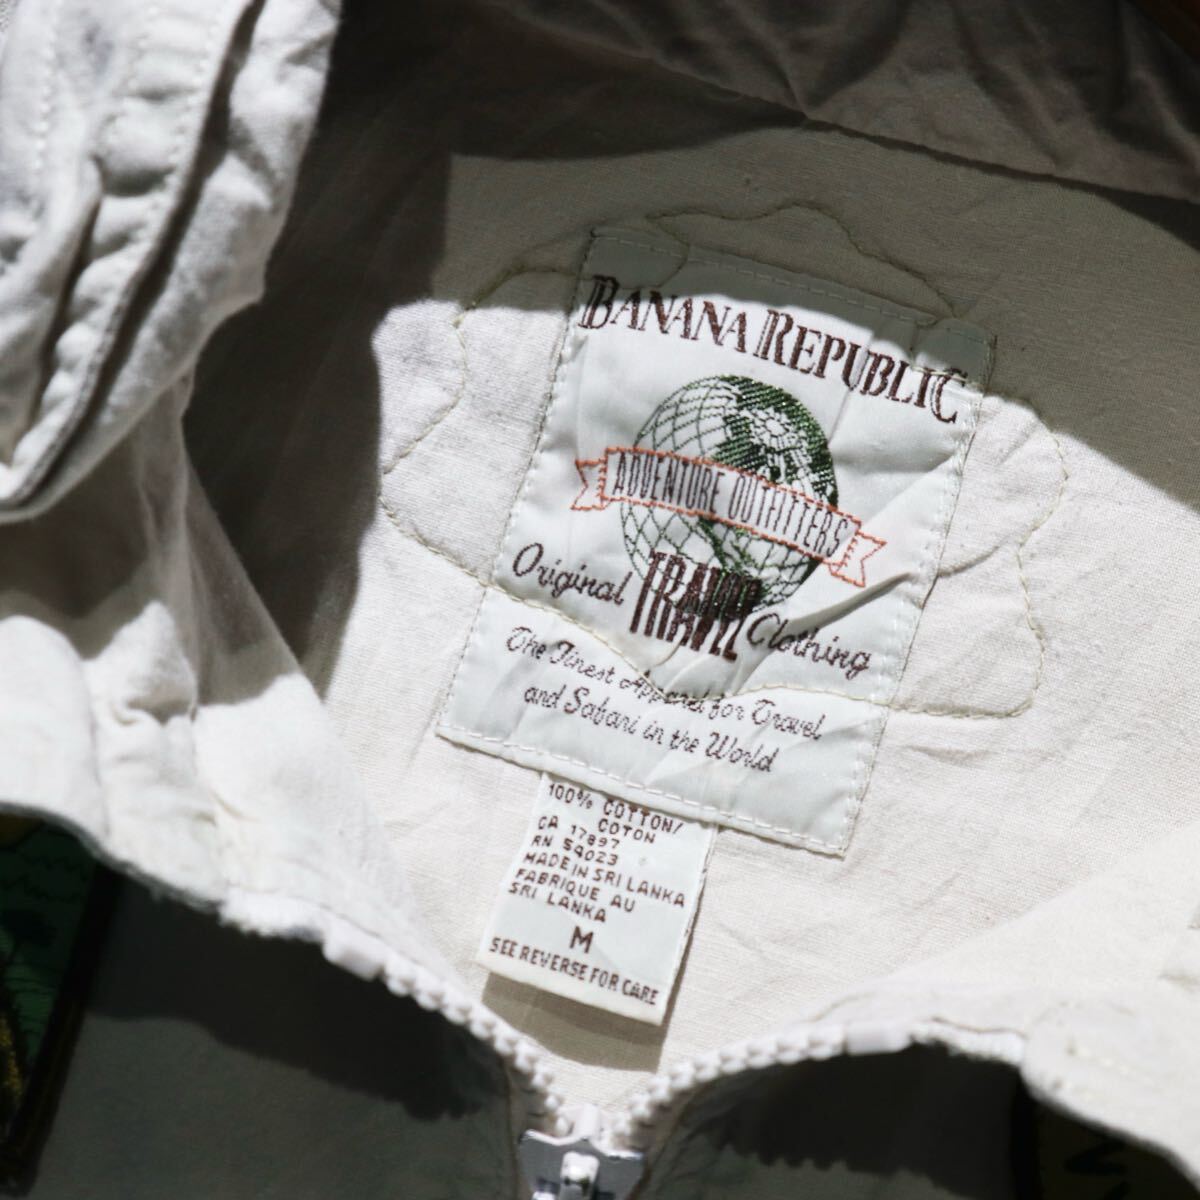 BANANA REPUBLIC
ADVENTURE OUTFITTERS
Original TRAVEL Clothing
The Finest Apparel for Travel
and Safari in the World
100% COTTON/
COTON
CA 17897
RN 54023
MADE IN SRI LANKA
FABRIQUE AU
SRI LANKA
M
SEE REVERSE FOR CARE